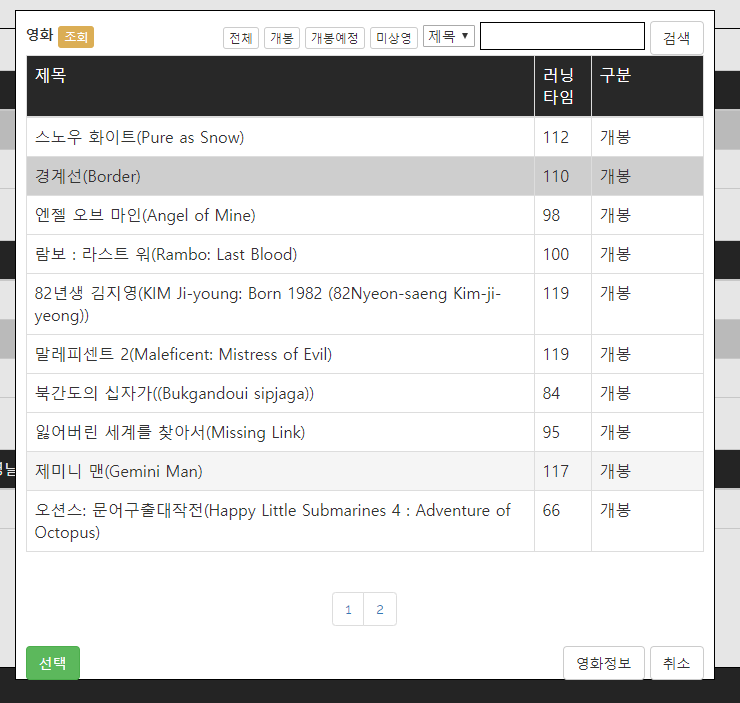 영화 조회 전체 개봉 개봉예정 미상영 제목 ▼ 검색
제목 러닝 구분
타임
스노우 화이트(Pure as Snow) 112 개봉
경계선(Border) 110 개봉
엔젤 오브 마인(Angel of Mine) 98 개봉
람보 : 라스트 워(Rambo: Last Blood) 100 개봉
82년생 김지영(KIM Ji-young: Born 1982 (82Nyeon-saeng Kim-ji- 119 개봉
yeong))
말레피센트 2(Maleficent: Mistress of Evil) 119 개봉
북간도의 십자가((Bukgandoui sipjaga)) 84 개봉
잃어버린 세계를 찾아서(Missing Link) 95 개봉
제미니 맨(Gemini Man) 117 개봉
오션스: 문어구출대작전(Happy Little Submarines 4 : Adventure of 66 개봉
Octopus)
1 2
선택 영화정보 취소